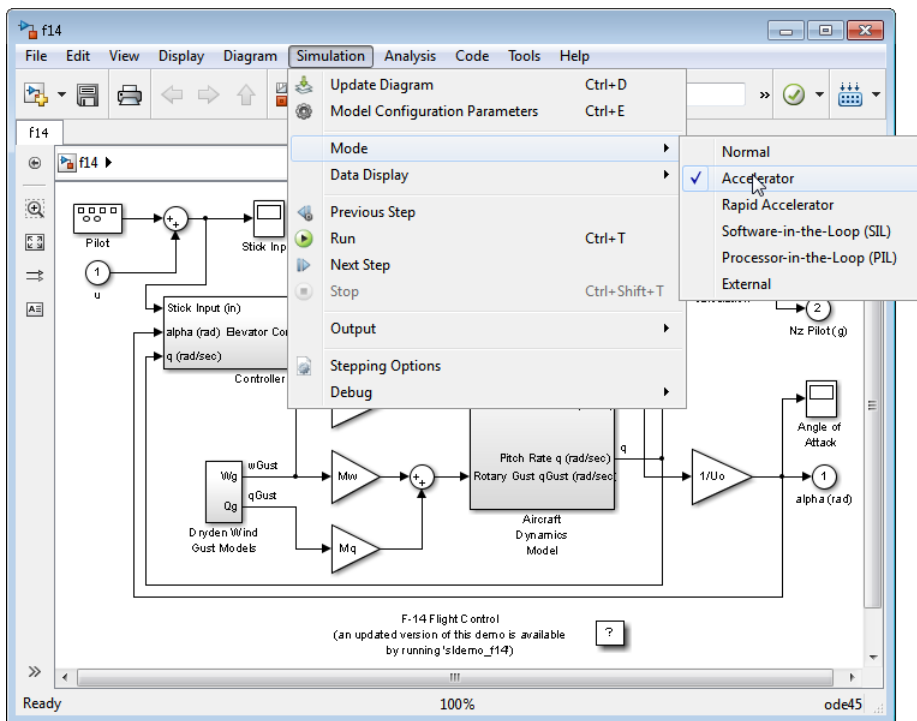 f14
File Edit View Display Diagram Simulation Analysis Code Tools Help
»
f14
f14
Update Diagram Ctrl+D
Model Configuration Parameters Ctrl+E
Mode
Data Display
Previous Step
Run Ctrl+T
Next Step
Stop Ctrl+Shift+T
Output
Stepping Options
Debug
Normal
Accelerator
Rapid Accelerator
Software-in-the-Loop (SIL)
Processor-in-the-Loop (PIL)
External
Pilot
1
u
Stick Inp
Stick Input (in)
alpha (rad) Elevator Co
q (rad/sec)
Controller
2
Nz Pilot (g)
Angle of
Attack
Pitch Rate q (rad/sec)
q
Rotary Gust qGust (rad/sec
Aircraft
Dynamics
Model
1/Uo
1
alpha (rad)
Wg
wGust
Qg
qGust
Dryden Wind
Gust Models
Mw
Mq
F-14 Flight Control
(an updated version of this demo is available
by running 'sldemo_f14')
?
»
Ready 100% ode45